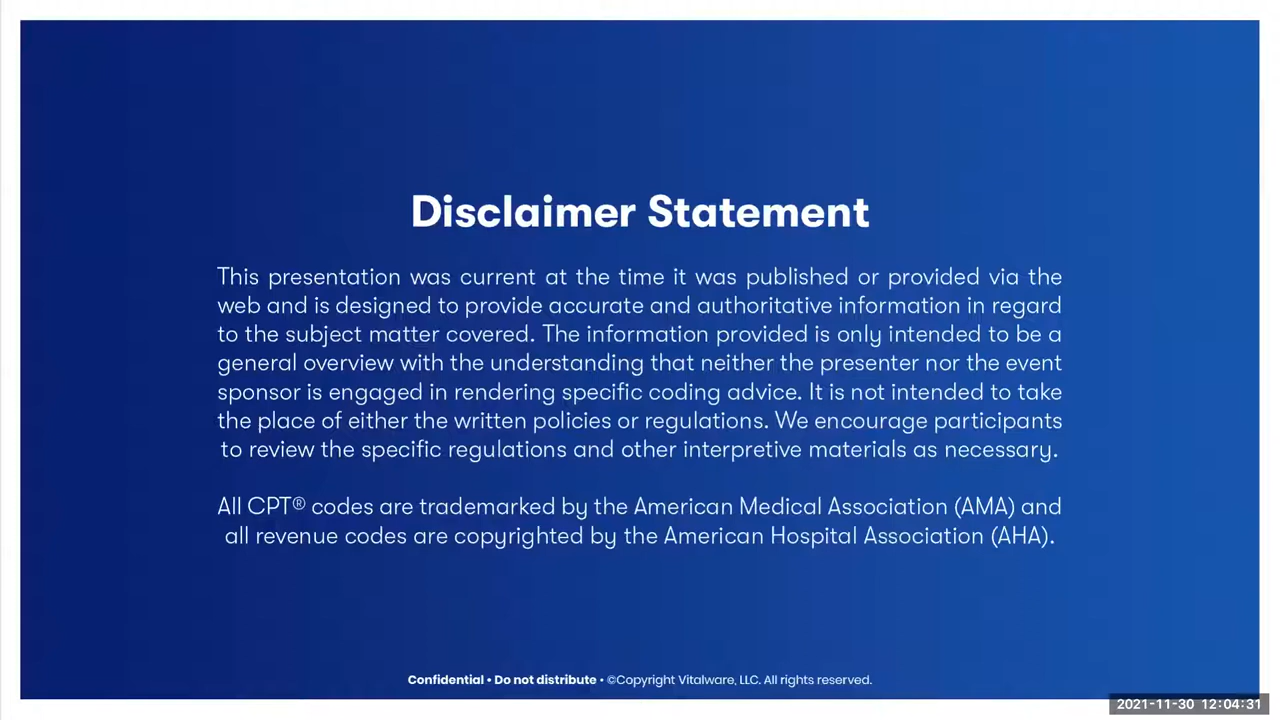 Disclaimer Statement
This presentation was current at the time it was published or provided via the
web and is designed to provide accurate and authoritative information in regard
to the subject matter covered. The information provided is only intended to be a
general overview with the understanding that neither the presenter nor the event
sponsor is engaged in rendering specific coding advice. It is not intended to take
the place of either the written policies or regulations. We encourage participants
to review the specific regulations and other interpretive materials as necessary.
All CPT® codes are trademarked by the American Medical Association (AMA) and
all revenue codes are copyrighted by the American Hospital Association (AHA).
Confidential • Do not distribute • ©Copyright Vitalware, LLC. All rights reserved.
2021-11-30 12:04:31